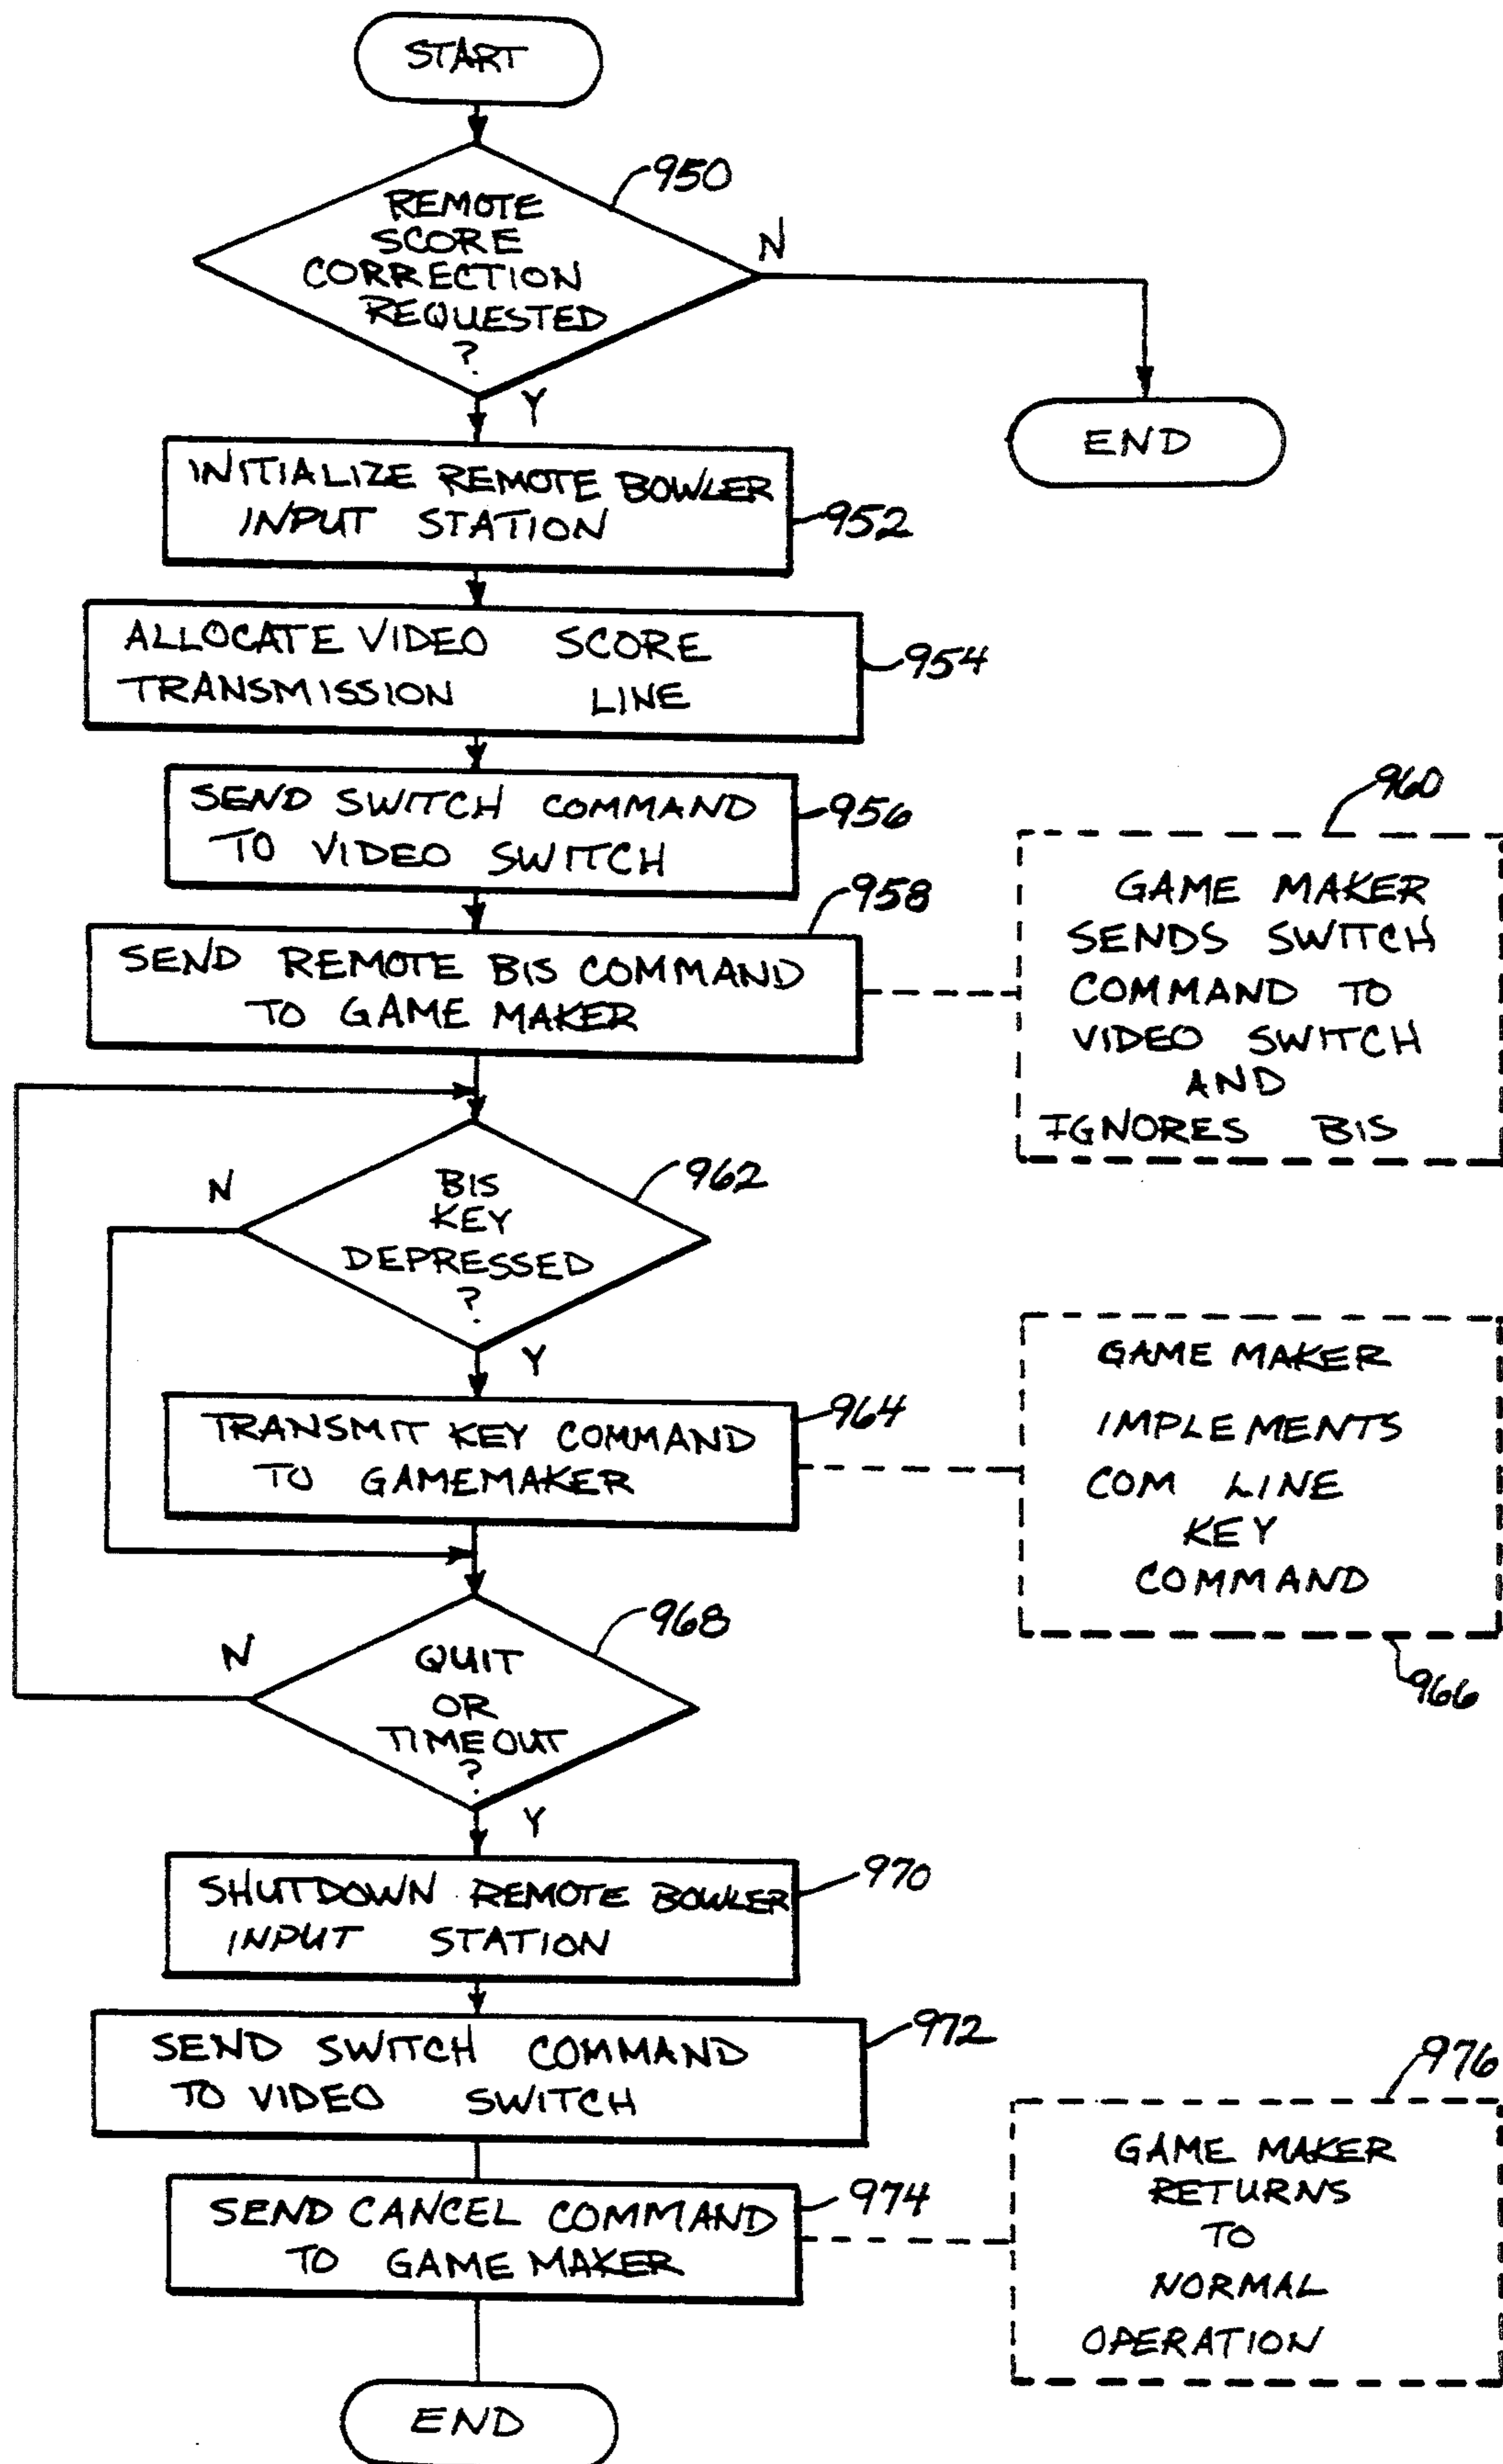 START
950
REMOTE
SCORE
CORRECTION
REQUESTED
?
N
Y
END
INITIALIZE REMOTE BOWLER
INPUT STATION
952
ALLOCATE VIDEO SCORE
TRANSMISSION LINE
954
SEND SWITCH COMMAND
TO VIDEO SWITCH
956
958
SEND REMOTE BIS COMMAND
TO GAME MAKER
960
GAME MAKER
SENDS SWITCH
COMMAND TO
VIDEO SWITCH
AND
IGNORES BIS
962
N
BIS
KEY
DEPRESSED
?
Y
TRANSMIT KEY COMMAND
TO GAMEMAKER
964
GAME MAKER
IMPLEMENTS
COM LINE
KEY
COMMAND
966
968
N
QUIT
OR
TIMEOUT
?
Y
SHUTDOWN REMOTE BOWLER
INPUT STATION
970
SEND SWITCH COMMAND
TO VIDEO SWITCH
972
SEND CANCEL COMMAND
TO GAME MAKER
974
976
GAME MAKER
RETURNS
TO
NORMAL
OPERATION
END